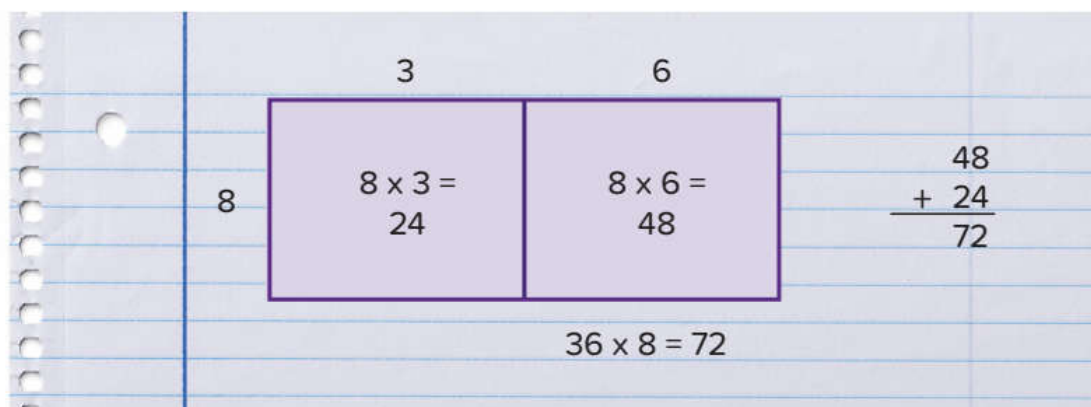 3 6
8
8 x 3 =
24
8 x 6 =
48
48
+ 24
72
36 x 8 = 72